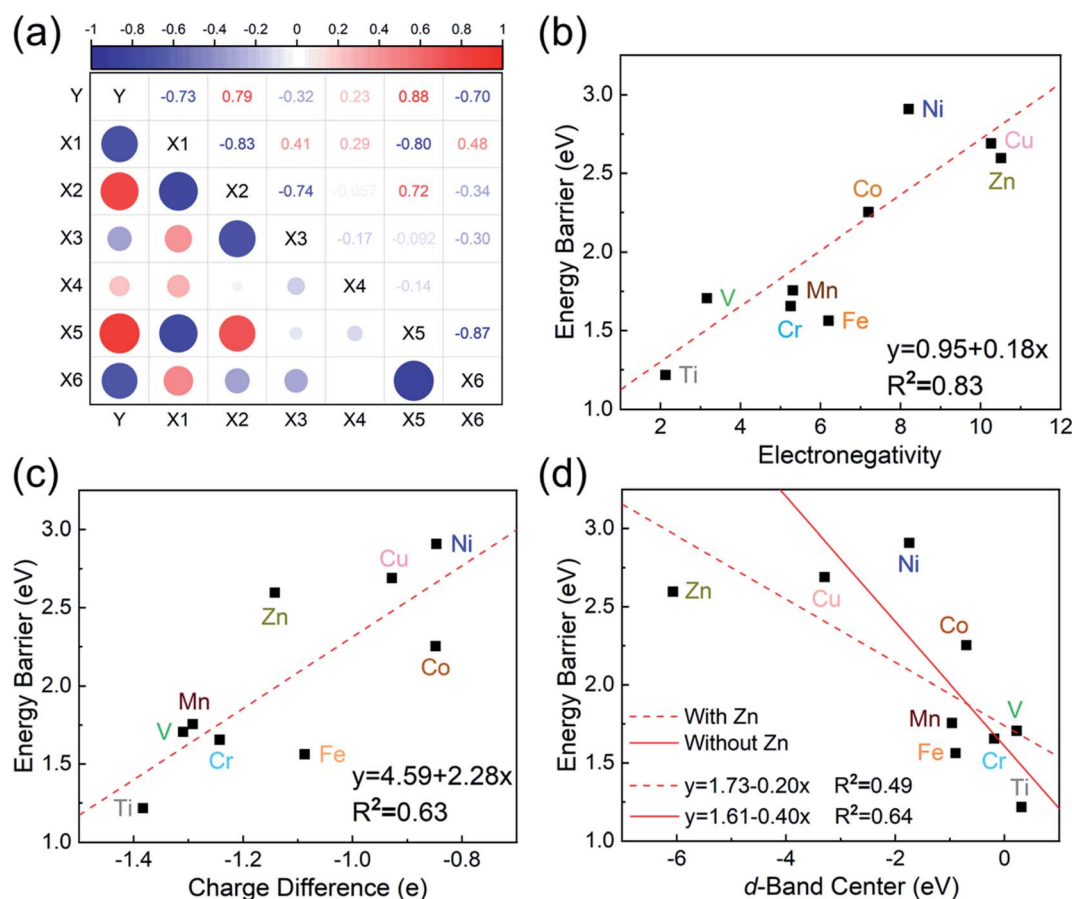 (a)
-1 -0.8 -0.6 -0.4 -0.2 0 0.2 0.4 0.6 0.8 1
Y Y -0.73 0.79 -0.32 0.23 0.88 -0.70
X1 X1 -0.83 0.41 0.29 -0.80 0.48
X2 X2 -0.74 -0.057 0.72 -0.34
X3 X3 -0.17 -0.092 -0.30
X4 X4 -0.14
X5 X5 -0.87
X6 X6
Y X1 X2 X3 X4 X5 X6
(b)
Energy Barrier (eV)
3.0
2.5
2.0
1.5
1.0
Ni
Cu
Zn
Co
V
Mn
Cr
Fe
Ti
y=0.95+0.18x
R²=0.83
2 4 6 8 10 12
Electronegativity
(c)
Energy Barrier (eV)
3.0
2.5
2.0
1.5
1.0
Ni
Cu
Zn
Co
Mn
V
Cr
Fe
Ti
y=4.59+2.28x
R²=0.63
-1.4 -1.2 -1.0 -0.8
Charge Difference (e)
(d)
Energy Barrier (eV)
3.0
2.5
2.0
1.5
1.0
Ni
Zn
Cu
Co
Mn
V
Fe
Cr
Ti
With Zn
Without Zn
y=1.73-0.20x R²=0.49
y=1.61-0.40x R²=0.64
-6 -4 -2 0
d-Band Center (eV)